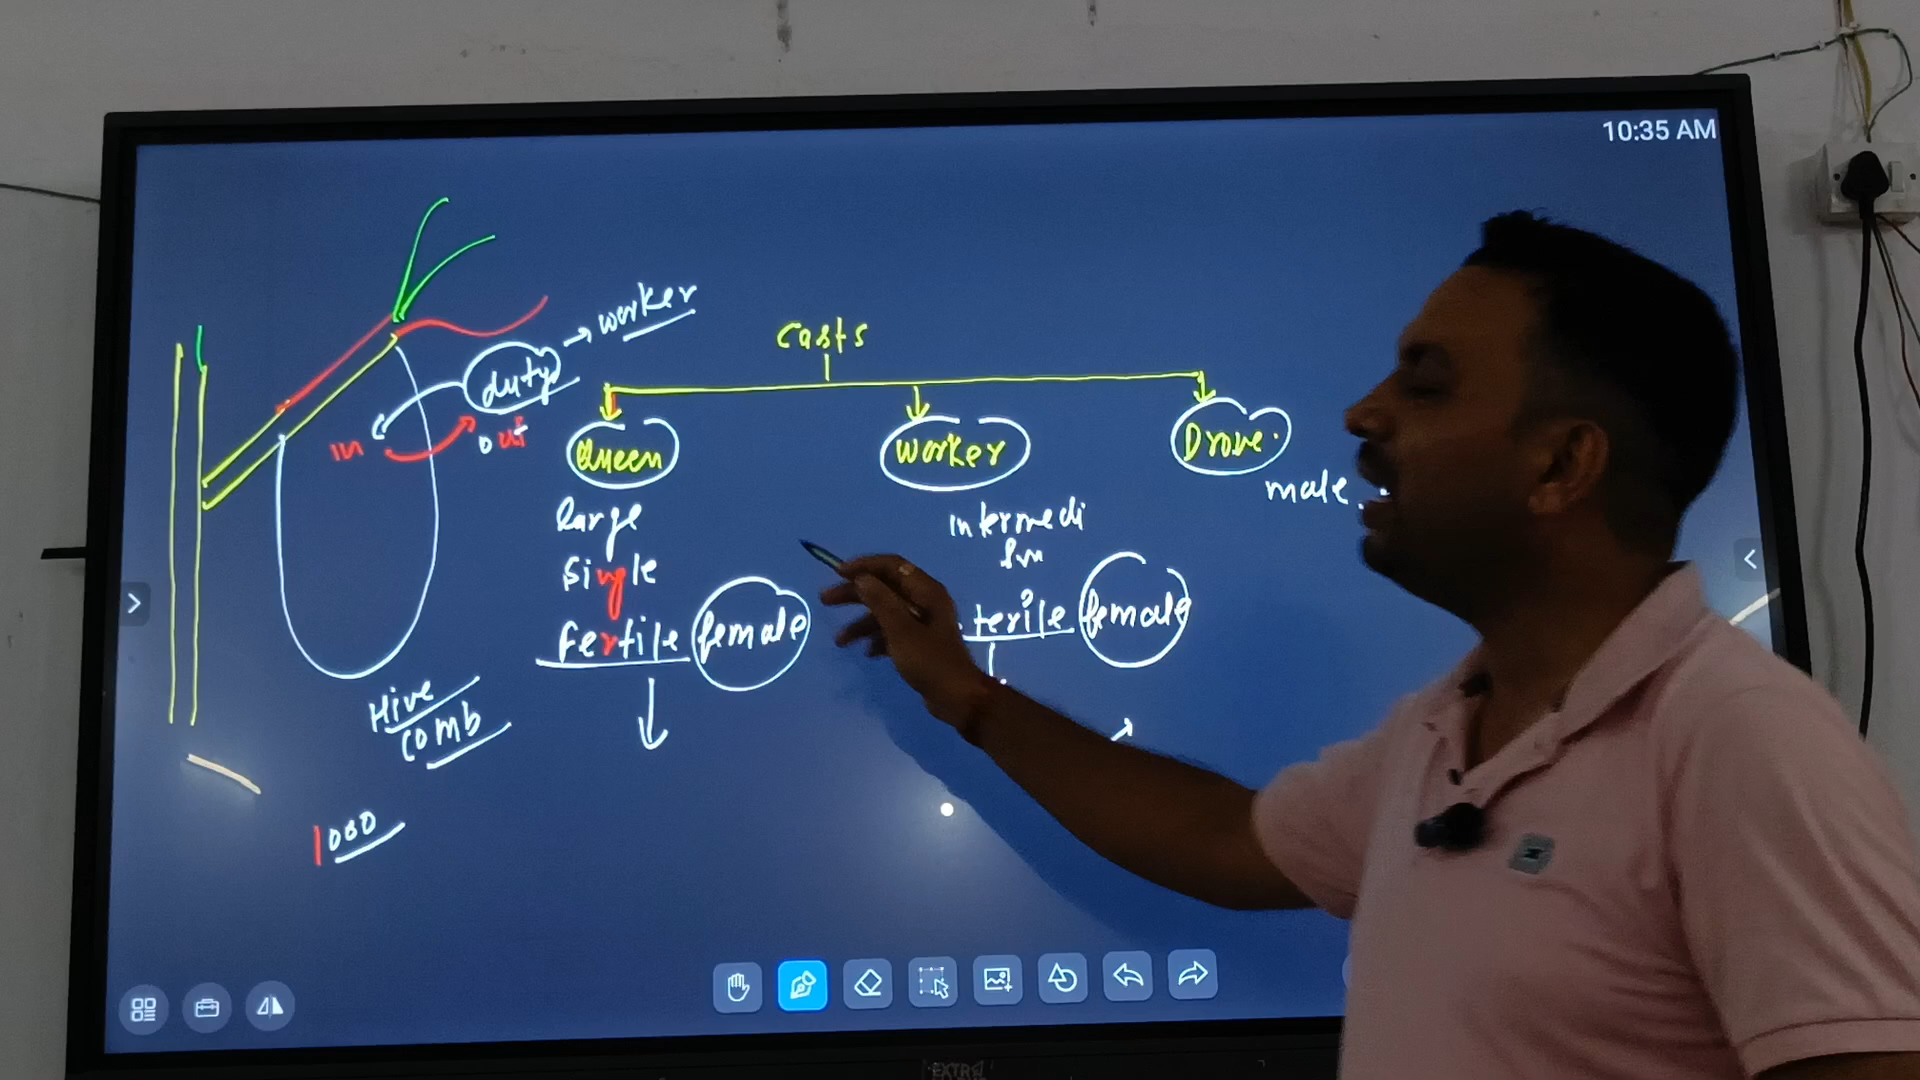 10:35 AM
duty → worker
in
out
Casts
Queen
Worker
Drone.
male.
large
Single
Fertile female
Intermedi
terile female
Hive
Comb
1000
EXTRA